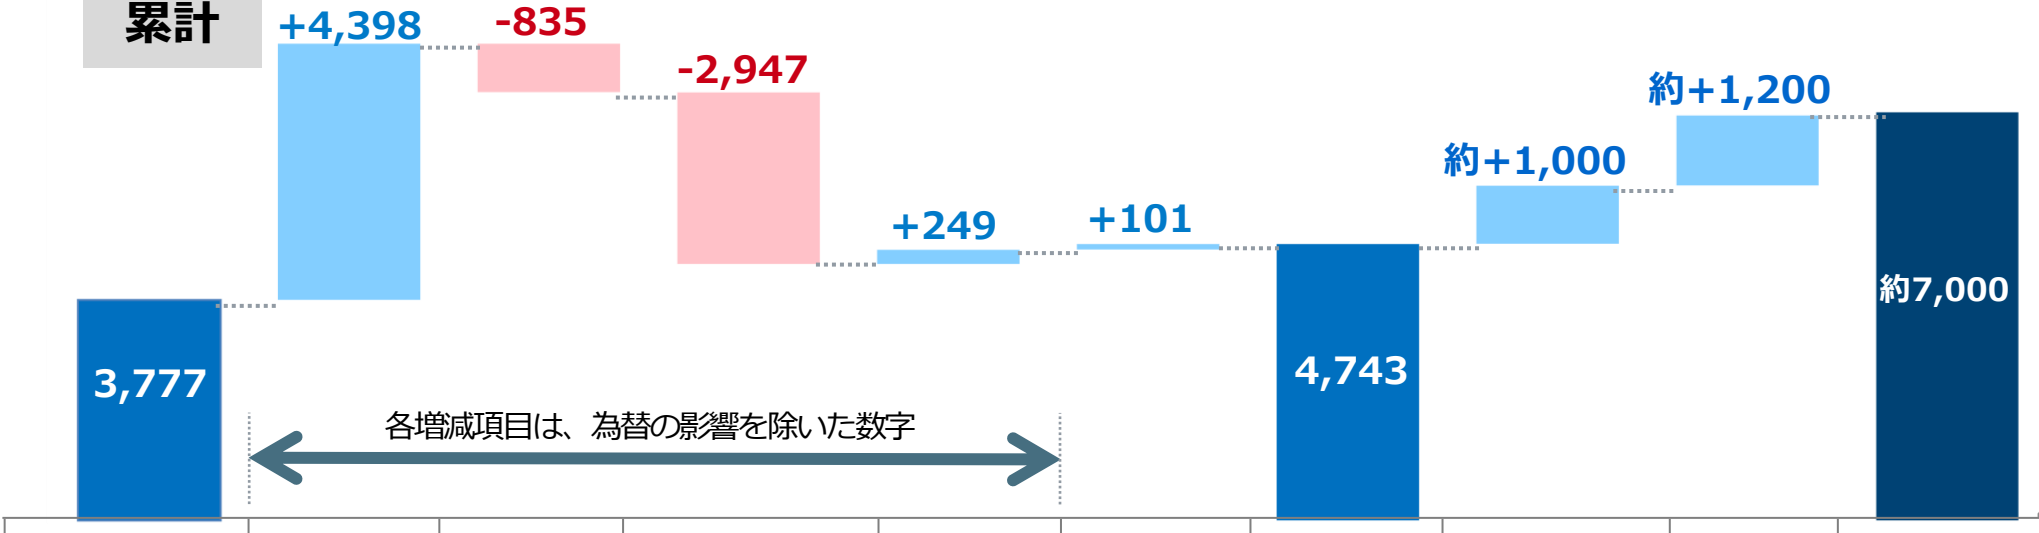 累計
+4,398
-835
-2,947
+249
+101
約+1,000
約+1,200
3,777
4,743
約7,000
各増減項目は、為替の影響を除いた数字